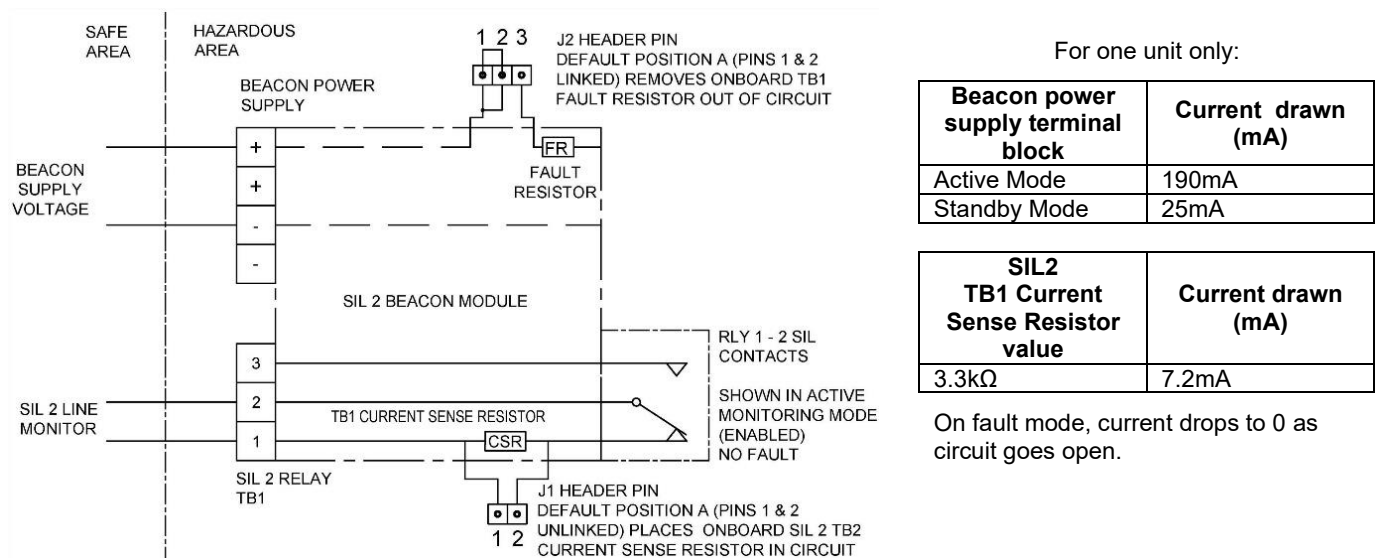 SAFE
AREA
HAZARDOUS
AREA
1 2 3
J2 HEADER PIN
DEFAULT POSITION A (PINS 1 & 2
LINKED) REMOVES ONBOARD TB1
FAULT RESISTOR OUT OF CIRCUIT
BEACON POWER
SUPPLY
BEACON
SUPPLY
VOLTAGE
+
+
-
-
FR
FAULT
RESISTOR
SIL 2 BEACON MODULE
RLY 1 - 2 SIL
CONTACTS
SHOWN IN ACTIVE
MONITORING MODE
(ENABLED)
NO FAULT
SIL 2 LINE
MONITOR
3
2
1
TB1 CURRENT SENSE RESISTOR
CSR
SIL 2 RELAY
TB1
1 2
J1 HEADER PIN
DEFAULT POSITION A (PINS 1 & 2
UNLINKED) PLACES ONBOARD SIL 2 TB2
CURRENT SENSE RESISTOR IN CIRCUIT
For one unit only:
Beacon power
supply terminal
block
Current drawn
(mA)
Active Mode
190mA
Standby Mode
25mA
SIL2
TB1 Current
Sense Resistor
value
Current drawn
(mA)
3.3kΩ
7.2mA
On fault mode, current drops to 0 as
circuit goes open.